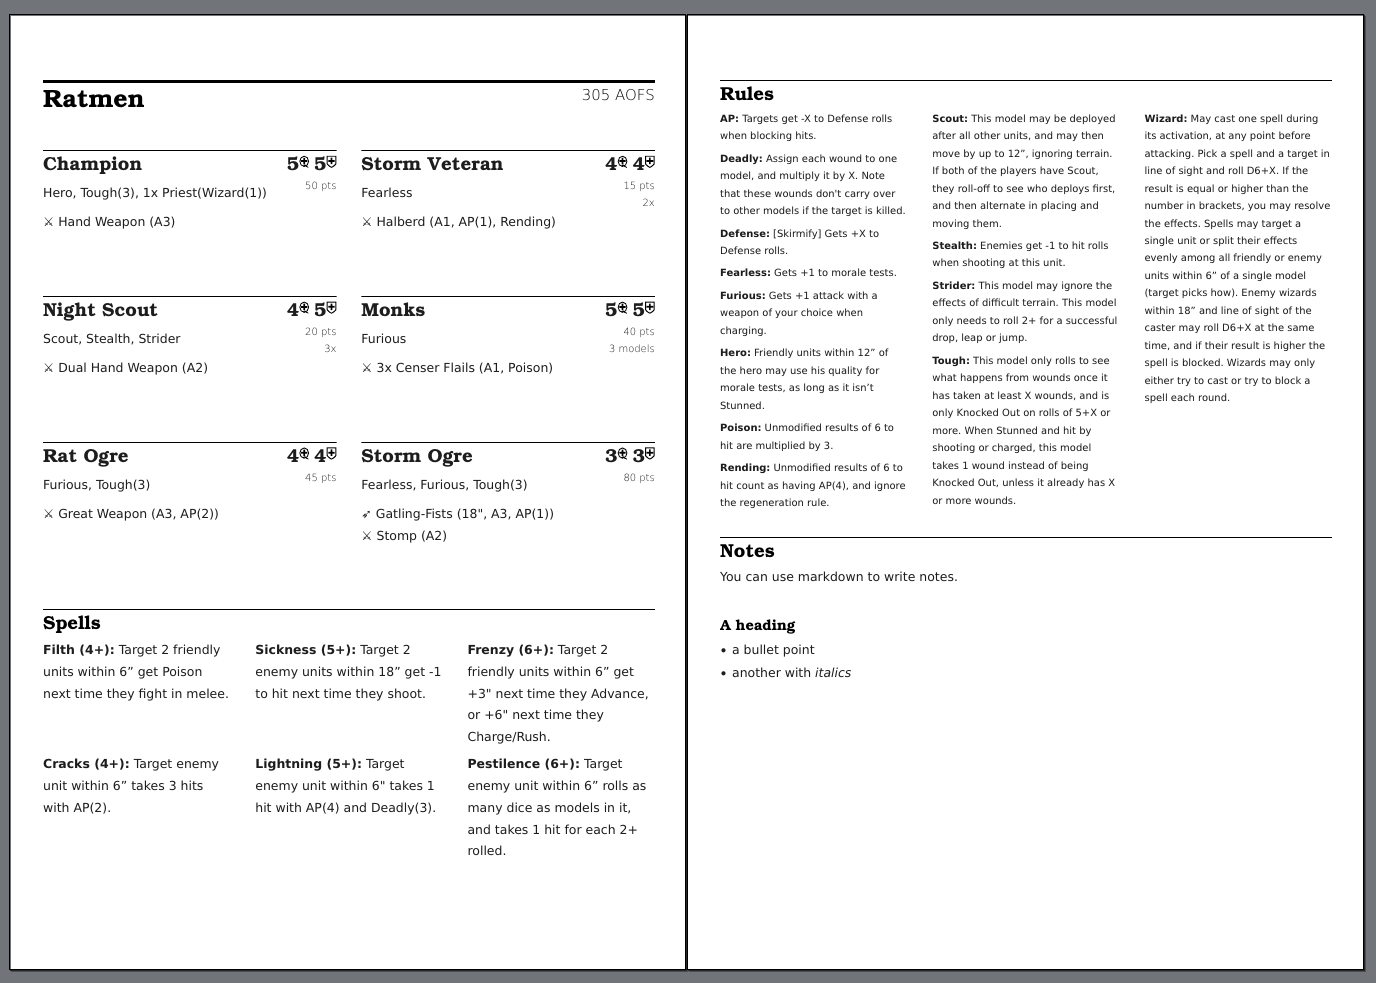 Ratmen
305 AOFS
Champion
5 5
50 pts
Hero, Tough(3), 1x Priest(Wizard(1))
⚔ Hand Weapon (A3)
Storm Veteran
4 4
15 pts
2x
Fearless
⚔ Halberd (A1, AP(1), Rending)
Night Scout
4 5
20 pts
3x
Scout, Stealth, Strider
⚔ Dual Hand Weapon (A2)
Monks
5 5
40 pts
3 models
Furious
⚔ 3x Censer Flails (A1, Poison)
Rat Ogre
4 4
45 pts
Furious, Tough(3)
⚔ Great Weapon (A3, AP(2))
Storm Ogre
3 3
80 pts
Fearless, Furious, Tough(3)
➶ Gatling-Fists (18", A3, AP(1))
⚔ Stomp (A2)
Spells
Filth (4+): Target 2 friendly
units within 6” get Poison
next time they fight in melee.
Sickness (5+): Target 2
enemy units within 18” get -1
to hit next time they shoot.
Frenzy (6+): Target 2
friendly units within 6” get
+3" next time they Advance,
or +6" next time they
Charge/Rush.
Cracks (4+): Target enemy
unit within 6” takes 3 hits
with AP(2).
Lightning (5+): Target
enemy unit within 6" takes 1
hit with AP(4) and Deadly(3).
Pestilence (6+): Target
enemy unit within 6” rolls as
many dice as models in it,
and takes 1 hit for each 2+
rolled.
Rules
AP: Targets get -X to Defense rolls
when blocking hits.
Deadly: Assign each wound to one
model, and multiply it by X. Note
that these wounds don't carry over
to other models if the target is killed.
Defense: [Skirmify] Gets +X to
Defense rolls.
Fearless: Gets +1 to morale tests.
Furious: Gets +1 attack with a
weapon of your choice when
charging.
Hero: Friendly units within 12” of
the hero may use his quality for
morale tests, as long as it isn’t
Stunned.
Poison: Unmodified results of 6 to
hit are multiplied by 3.
Rending: Unmodified results of 6 to
hit count as having AP(4), and ignore
the regeneration rule.
Scout: This model may be deployed
after all other units, and may then
move by up to 12”, ignoring terrain.
If both of the players have Scout,
they roll-off to see who deploys first,
and then alternate in placing and
moving them.
Stealth: Enemies get -1 to hit rolls
when shooting at this unit.
Strider: This model may ignore the
effects of difficult terrain. This model
only needs to roll 2+ for a successful
drop, leap or jump.
Tough: This model only rolls to see
what happens from wounds once it
has taken at least X wounds, and is
only Knocked Out on rolls of 5+X or
more. When Stunned and hit by
shooting or charged, this model
takes 1 wound instead of being
Knocked Out, unless it already has X
or more wounds.
Wizard: May cast one spell during
its activation, at any point before
attacking. Pick a spell and a target in
line of sight and roll D6+X. If the
result is equal or higher than the
number in brackets, you may resolve
the effects. Spells may target a
single unit or split their effects
evenly among all friendly or enemy
units within 6” of a single model
(target picks how). Enemy wizards
within 18” and line of sight of the
caster may roll D6+X at the same
time, and if their result is higher the
spell is blocked. Wizards may only
either try to cast or try to block a
spell each round.
Notes
You can use markdown to write notes.
A heading
• a bullet point
• another with italics